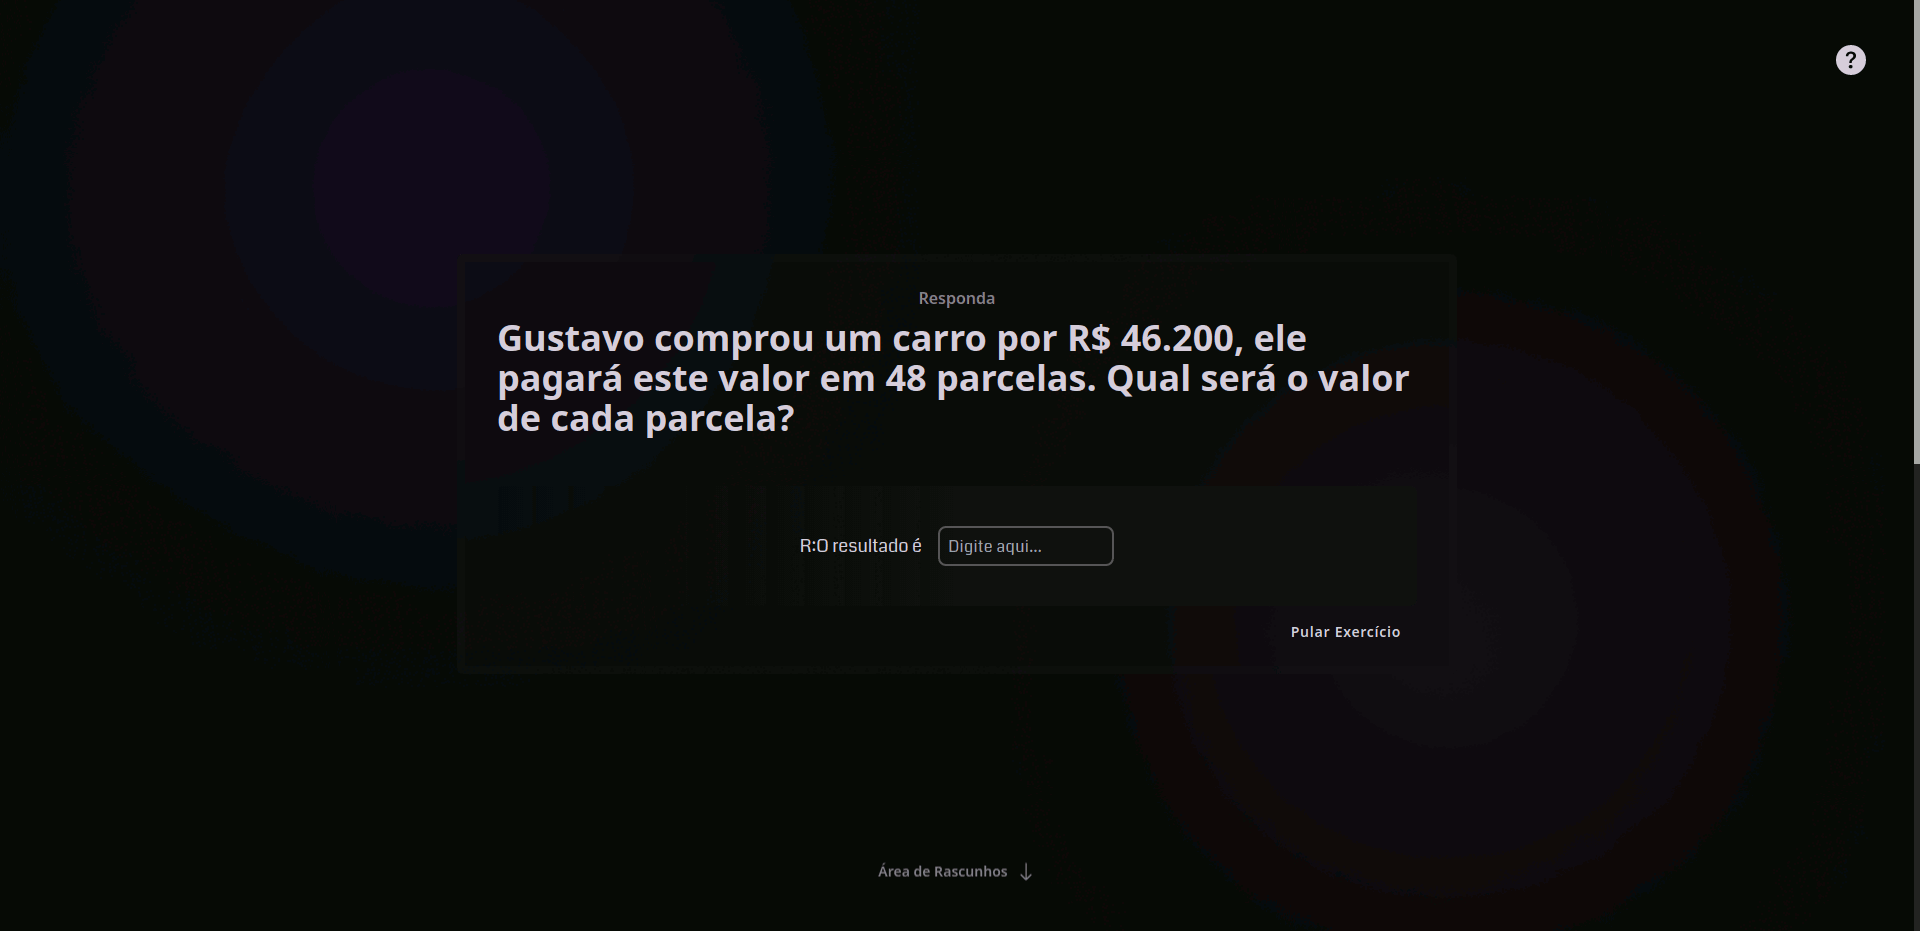 ?
Responda
Gustavo comprou um carro por R$ 46.200, ele
pagará este valor em 48 parcelas. Qual será o valor
de cada parcela?
R:O resultado é Digite aqui...
Pular Exercício
Área de Rascunhos